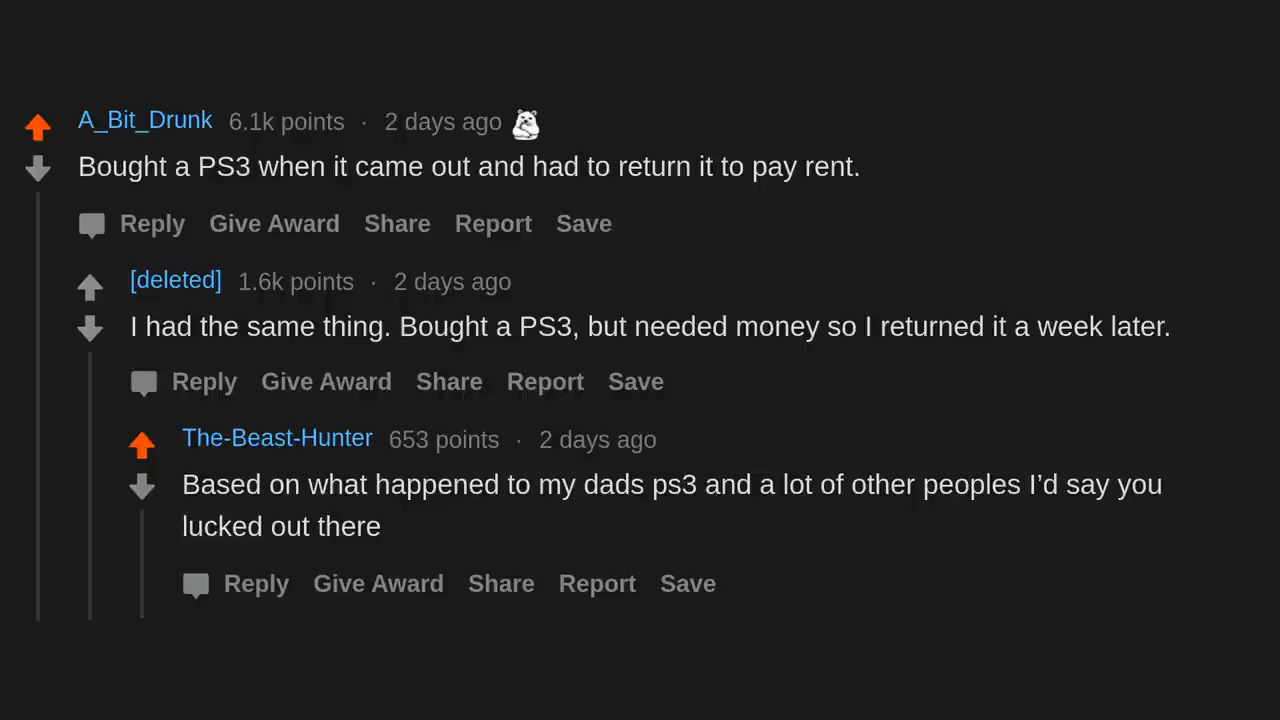 A_Bit_Drunk 6.1k points · 2 days ago
Bought a PS3 when it came out and had to return it to pay rent.
Reply Give Award Share Report Save
[deleted] 1.6k points · 2 days ago
I had the same thing. Bought a PS3, but needed money so I returned it a week later.
Reply Give Award Share Report Save
The-Beast-Hunter 653 points · 2 days ago
Based on what happened to my dads ps3 and a lot of other peoples I’d say you
lucked out there
Reply Give Award Share Report Save